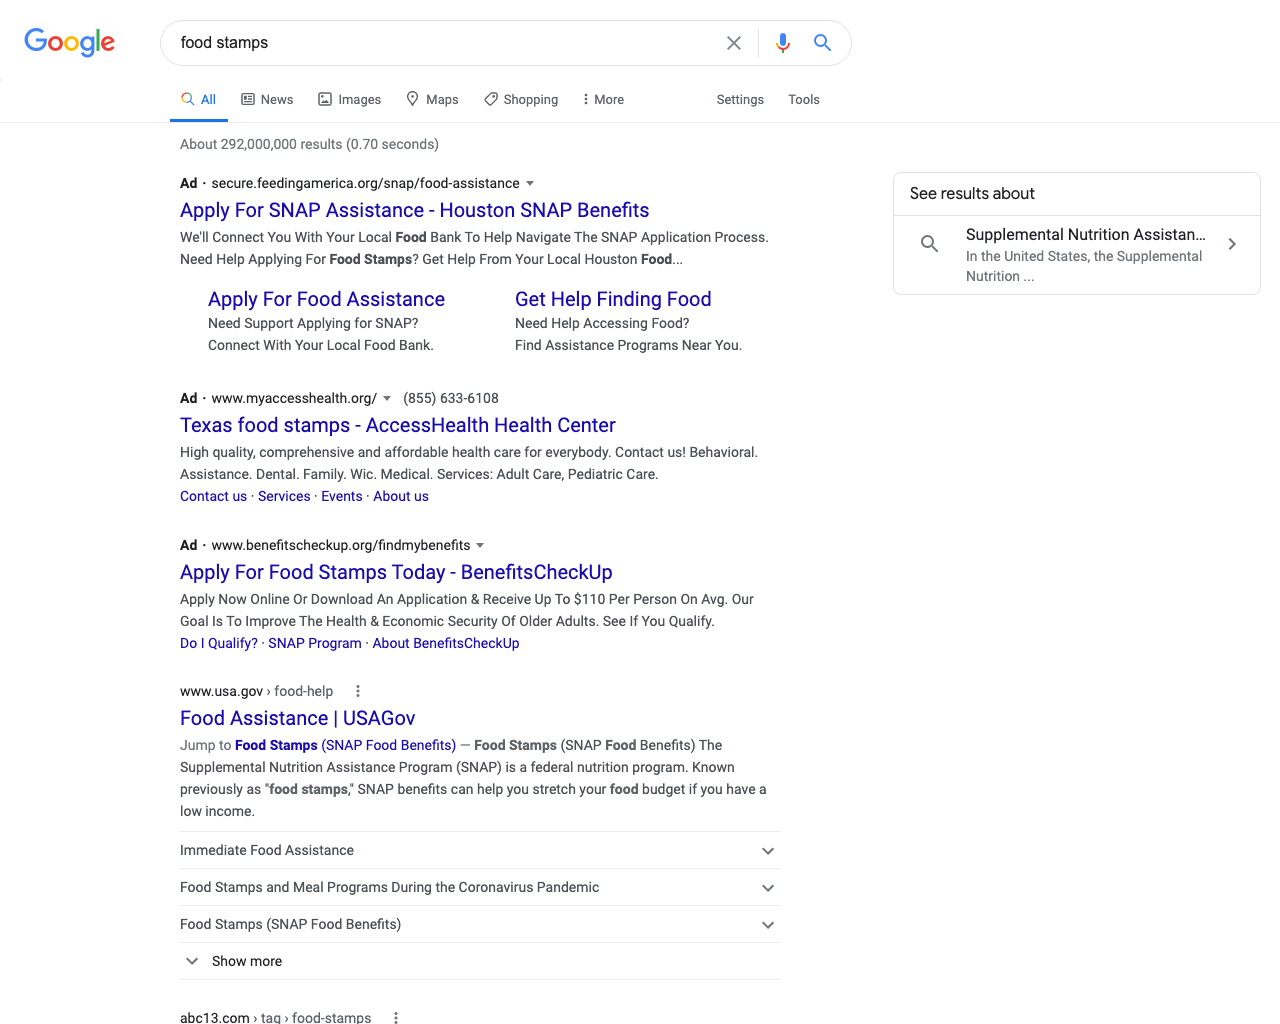 Google
food stamps
All News Images Maps Shopping More Settings Tools
About 292,000,000 results (0.70 seconds)
Ad · secure.feedingamerica.org/snap/food-assistance
Apply For SNAP Assistance - Houston SNAP Benefits
We'll Connect You With Your Local Food Bank To Help Navigate The SNAP Application Process.
Need Help Applying For Food Stamps? Get Help From Your Local Houston Food...
Apply For Food Assistance
Need Support Applying for SNAP?
Connect With Your Local Food Bank.
Get Help Finding Food
Need Help Accessing Food?
Find Assistance Programs Near You.
Ad · www.myaccesshealth.org/ (855) 633-6108
Texas food stamps - AccessHealth Health Center
High quality, comprehensive and affordable health care for everybody. Contact us! Behavioral.
Assistance. Dental. Family. Wic. Medical. Services: Adult Care, Pediatric Care.
Contact us · Services · Events · About us
Ad · www.benefitscheckup.org/findmybenefits
Apply For Food Stamps Today - BenefitsCheckUp
Apply Now Online Or Download An Application & Receive Up To $110 Per Person On Avg. Our
Goal Is To Improve The Health & Economic Security Of Older Adults. See If You Qualify.
Do I Qualify? · SNAP Program · About BenefitsCheckUp
www.usa.gov › food-help
Food Assistance | USAGov
Jump to Food Stamps (SNAP Food Benefits) — Food Stamps (SNAP Food Benefits) The
Supplemental Nutrition Assistance Program (SNAP) is a federal nutrition program. Known
previously as "food stamps," SNAP benefits can help you stretch your food budget if you have a
low income.
Immediate Food Assistance
Food Stamps and Meal Programs During the Coronavirus Pandemic
Food Stamps (SNAP Food Benefits)
Show more
abc13.com › tag › food-stamps
See results about
Supplemental Nutrition Assistan...
In the United States, the Supplemental
Nutrition ...